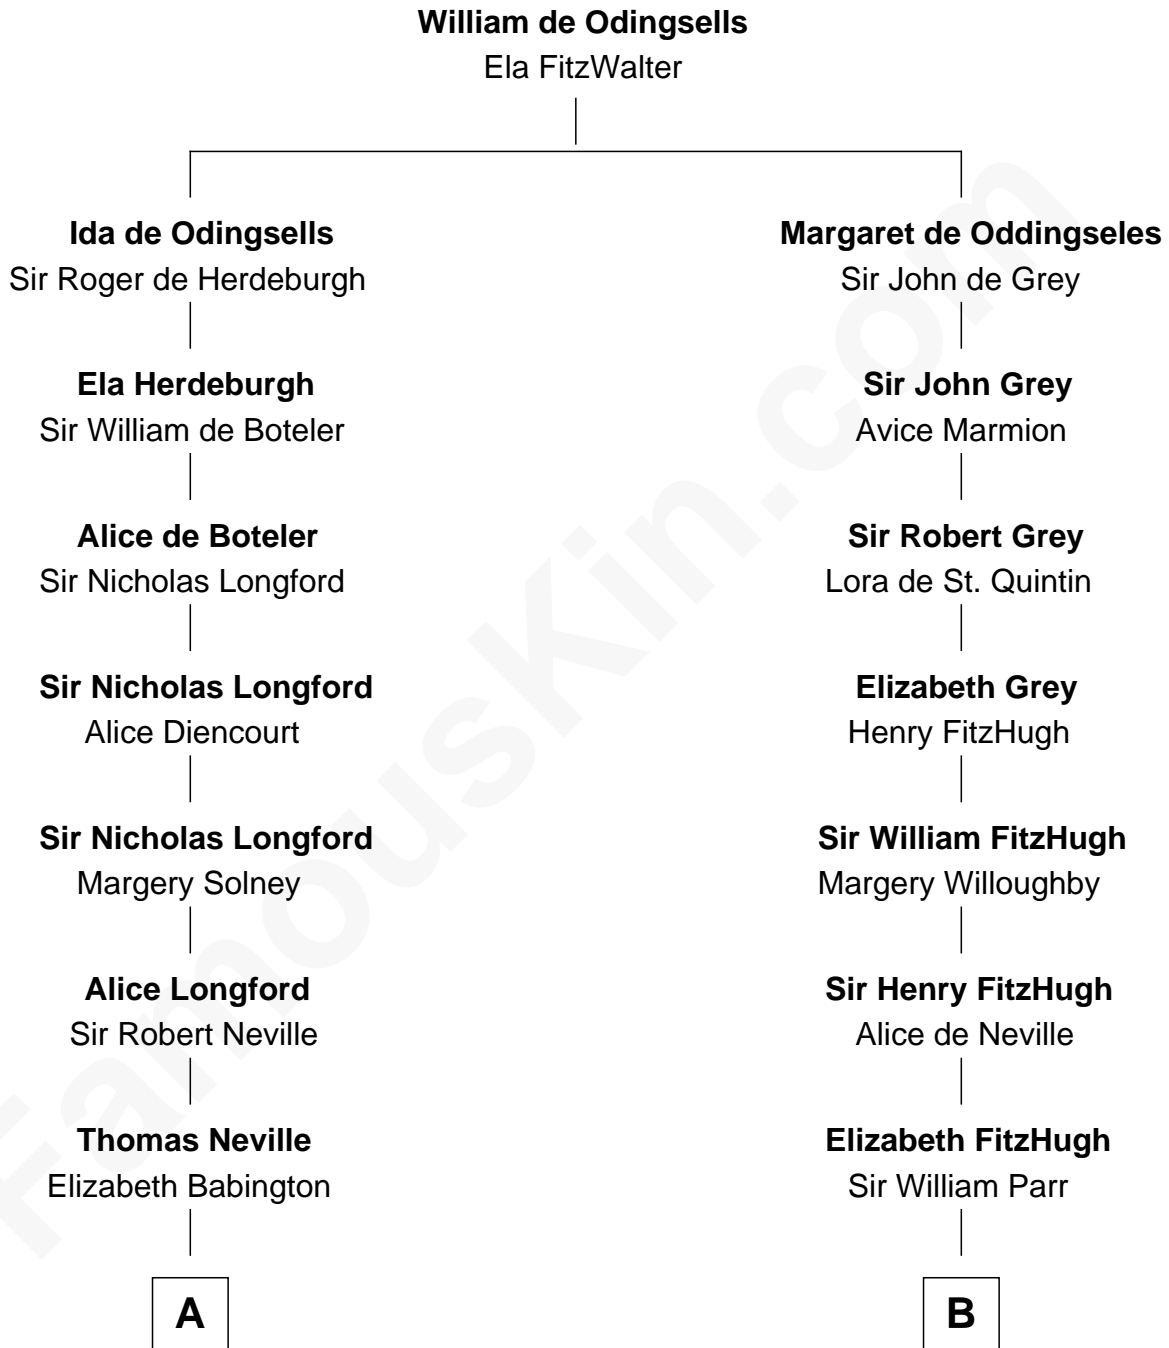 William de Odingsells
Ela FitzWalter
Ida de Odingsells
Sir Roger de Herdeburgh
Margaret de Oddingseles
Sir John de Grey
Ela Herdeburgh
Sir William de Boteler
Sir John Grey
Avice Marmion
Alice de Boteler
Sir Nicholas Longford
Sir Robert Grey
Lora de St. Quintin
Sir Nicholas Longford
Alice Diencourt
Elizabeth Grey
Henry FitzHugh
Sir Nicholas Longford
Margery Solney
Sir William FitzHugh
Margery Willoughby
Alice Longford
Sir Robert Neville
Sir Henry FitzHugh
Alice de Neville
Thomas Neville
Elizabeth Babington
Elizabeth FitzHugh
Sir William Parr
A
B
FamousKin.com